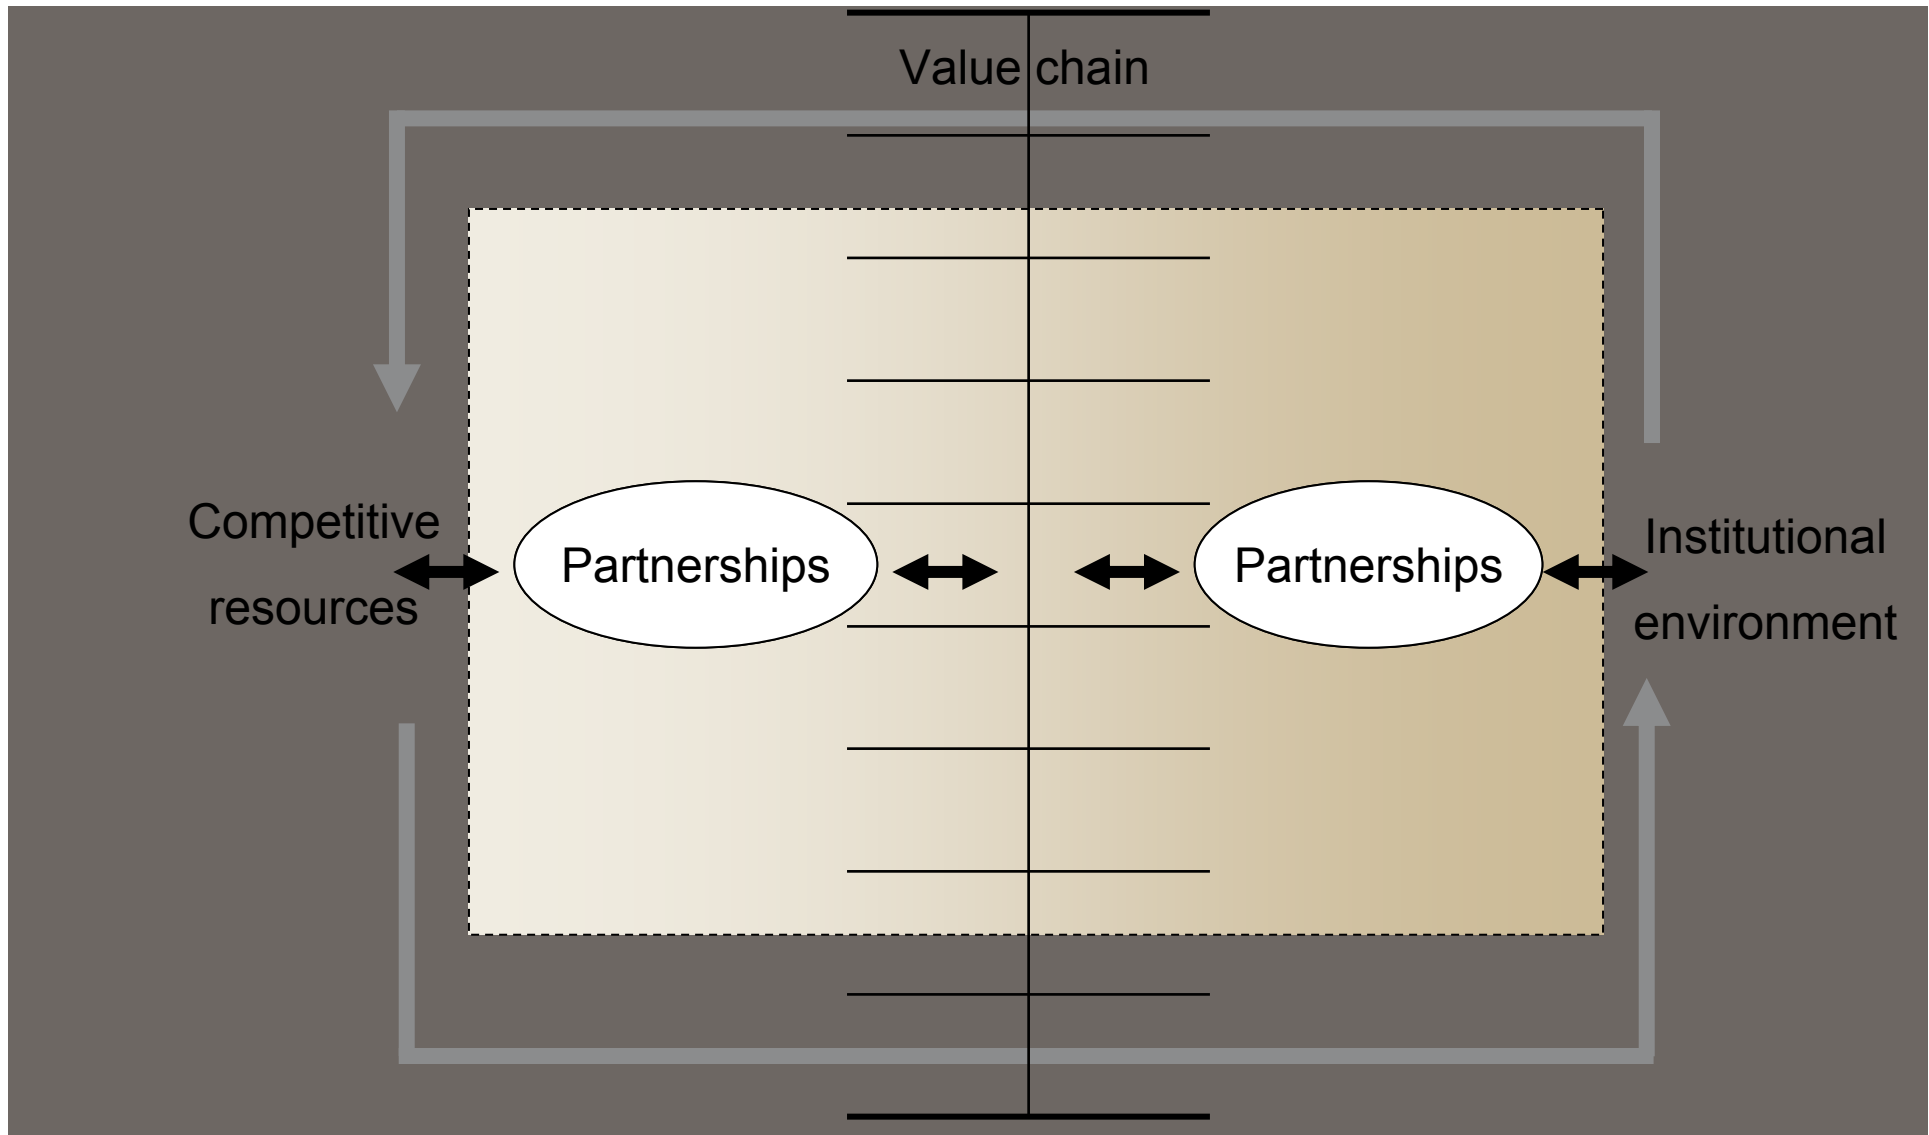 Value chain
Competitive
resources
Partnerships
Partnerships
Institutional
environment